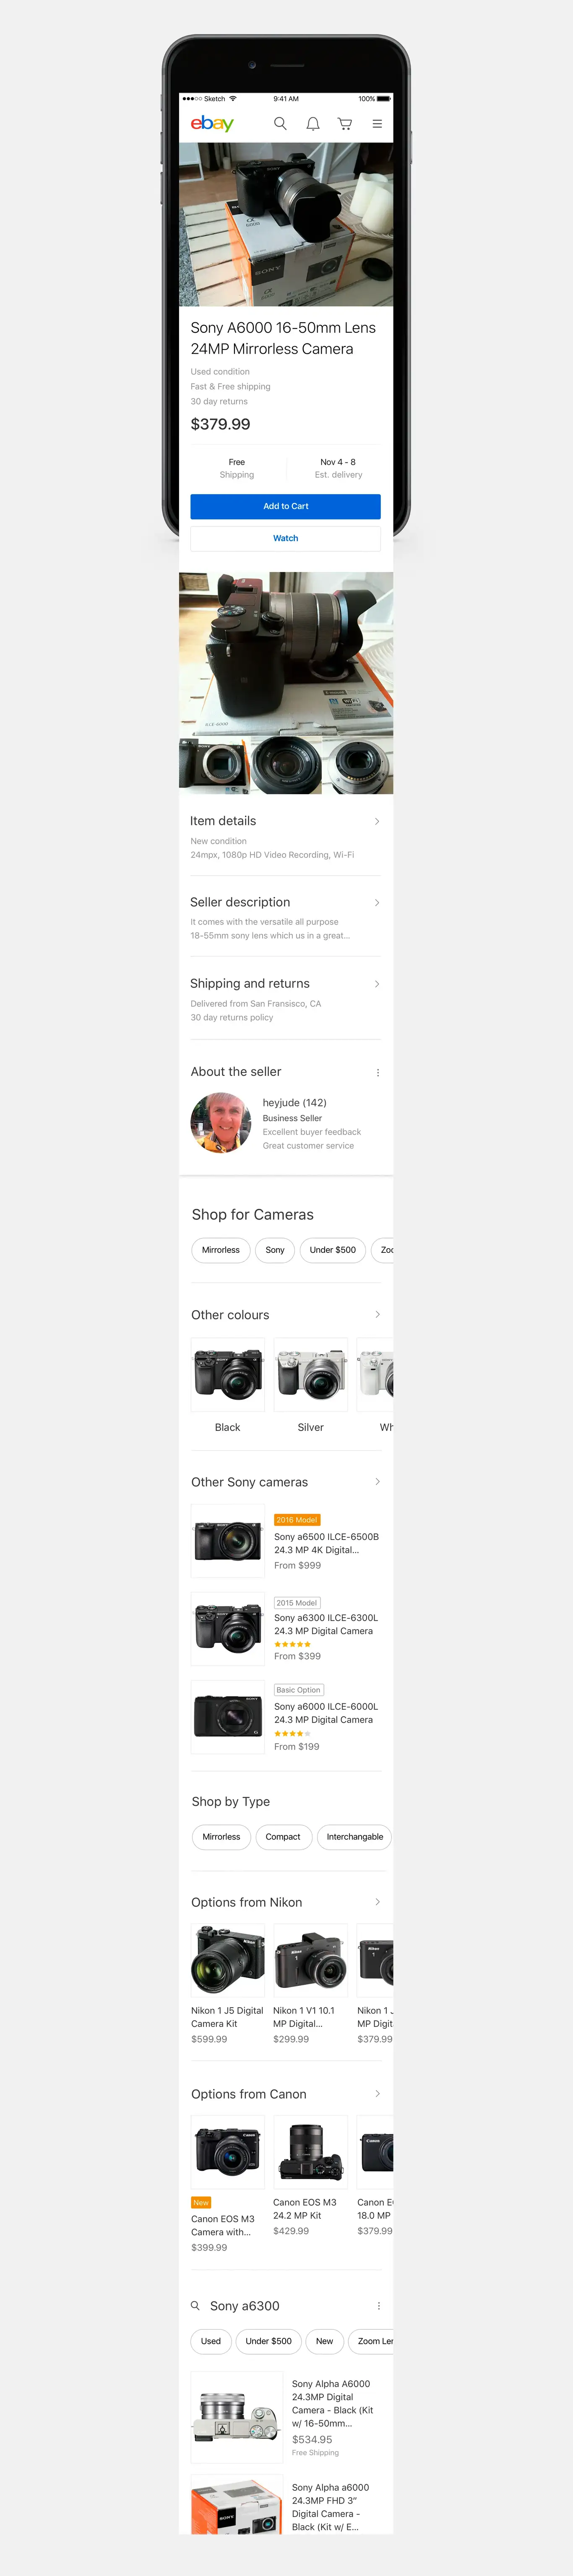 Sketch 9:41 AM 100%
ebay
α
6000
SONY
Sony A6000 16-50mm Lens
24MP Mirrorless Camera
Used condition
Fast & Free shipping
30 day returns
$379.99
Free
Shipping
Nov 4 - 8
Est. delivery
Add to Cart
Watch
Item details
New condition
24mpx, 1080p HD Video Recording, Wi-Fi
Seller description
It comes with the versatile all purpose
18-55mm sony lens which us in a great...
Shipping and returns
Delivered from San Fransisco, CA
30 day returns policy
About the seller
heyjude (142)
Business Seller
Excellent buyer feedback
Great customer service
Shop for Cameras
Mirrorless Sony Under $500 Zoo
Other colours
Black Silver Wh
Other Sony cameras
2016 Model
Sony a6500 ILCE-6500B
24.3 MP 4K Digital...
From $999
2015 Model
Sony a6300 ILCE-6300L
24.3 MP Digital Camera
From $399
Basic Option
Sony a6000 ILCE-6000L
24.3 MP Digital Camera
From $199
Shop by Type
Mirrorless Compact Interchangable
Options from Nikon
Nikon 1 J5 Digital
Camera Kit
$599.99
Nikon 1 V1 10.1
MP Digital...
$299.99
Nikon 1 J
MP Digit
$379.99
Options from Canon
New
Canon EOS M3
Camera with...
$399.99
Canon EOS M3
24.2 MP Kit
$429.99
Canon E
18.0 MP
$379.99
Sony a6300
Used Under $500 New Zoom Ler
Sony Alpha A6000
24.3MP Digital
Camera - Black (Kit
w/ 16-50mm...
$534.95
Free Shipping
SONY
Sony Alpha a6000
24.3MP FHD 3"
Digital Camera -
Black (Kit w/ E...